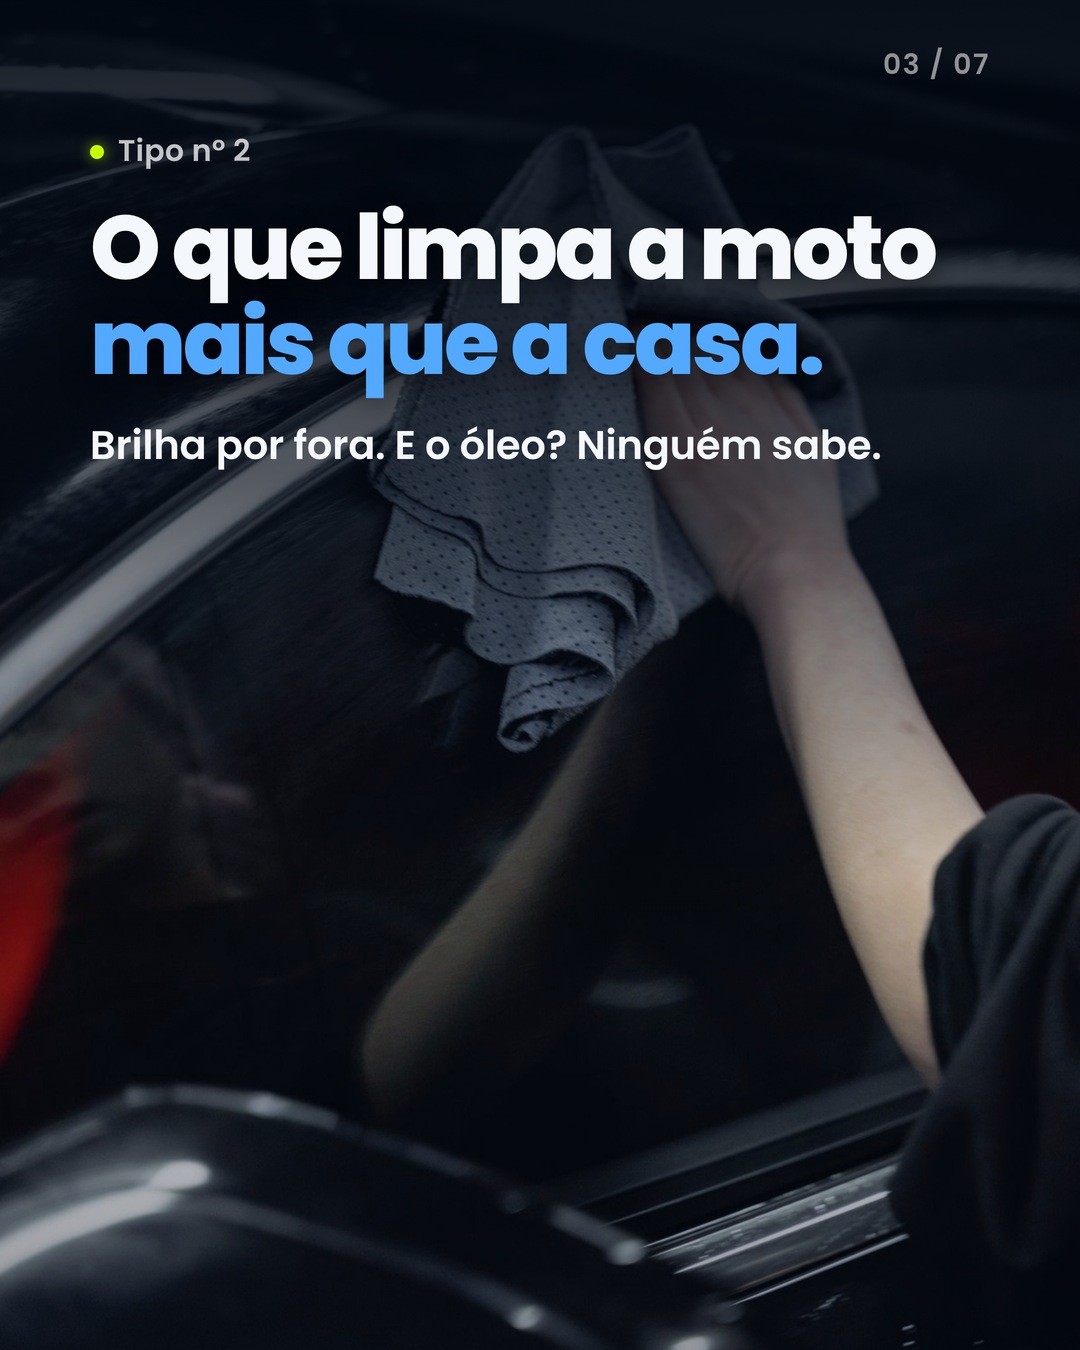 03 / 07
Tipo nº 2
O que limpa a moto
mais que a casa.
Brilha por fora. E o óleo? Ninguém sabe.